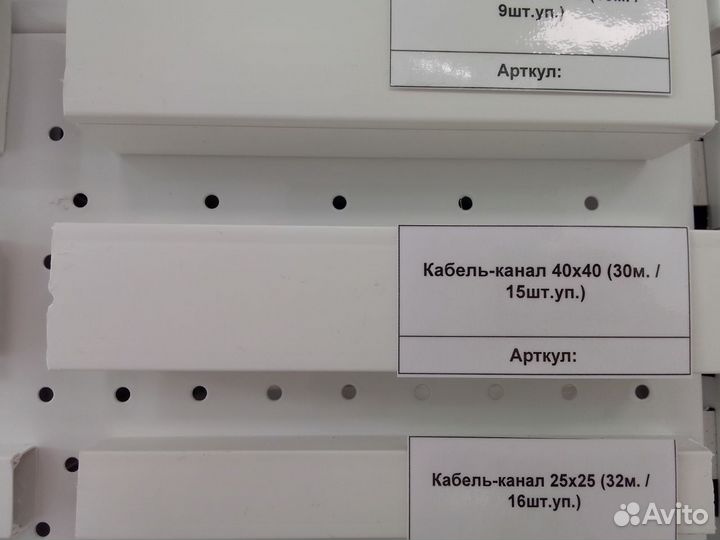 9шт.уп.)
Арткул:
Кабель-канал 40х40 (30м. /
15шт.уп.)
Арткул:
Кабель-канал 25х25 (32м. /
16шт.уп.)
Avito